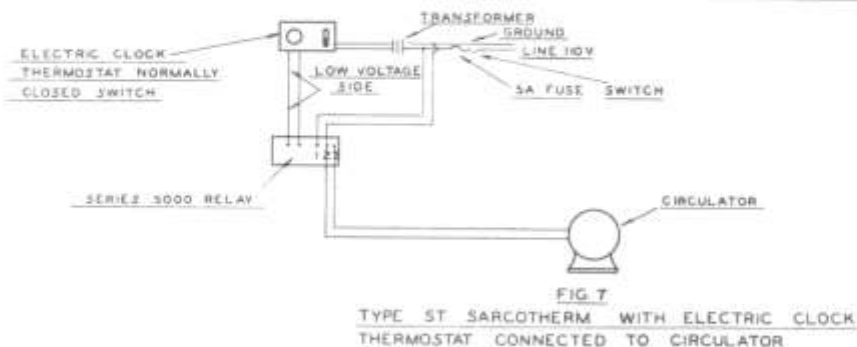 TRANSFORMER
GROUND
LINE 110V
ELECTRIC CLOCK
THERMOSTAT NORMALLY
CLOSED SWITCH
LOW VOLTAGE
SIDE
5A FUSE
SWITCH
1 2 3
SERIES 5000 RELAY
CIRCULATOR
FIG 7
TYPE ST SARCOTHERM WITH ELECTRIC CLOCK
THERMOSTAT CONNECTED TO CIRCULATOR